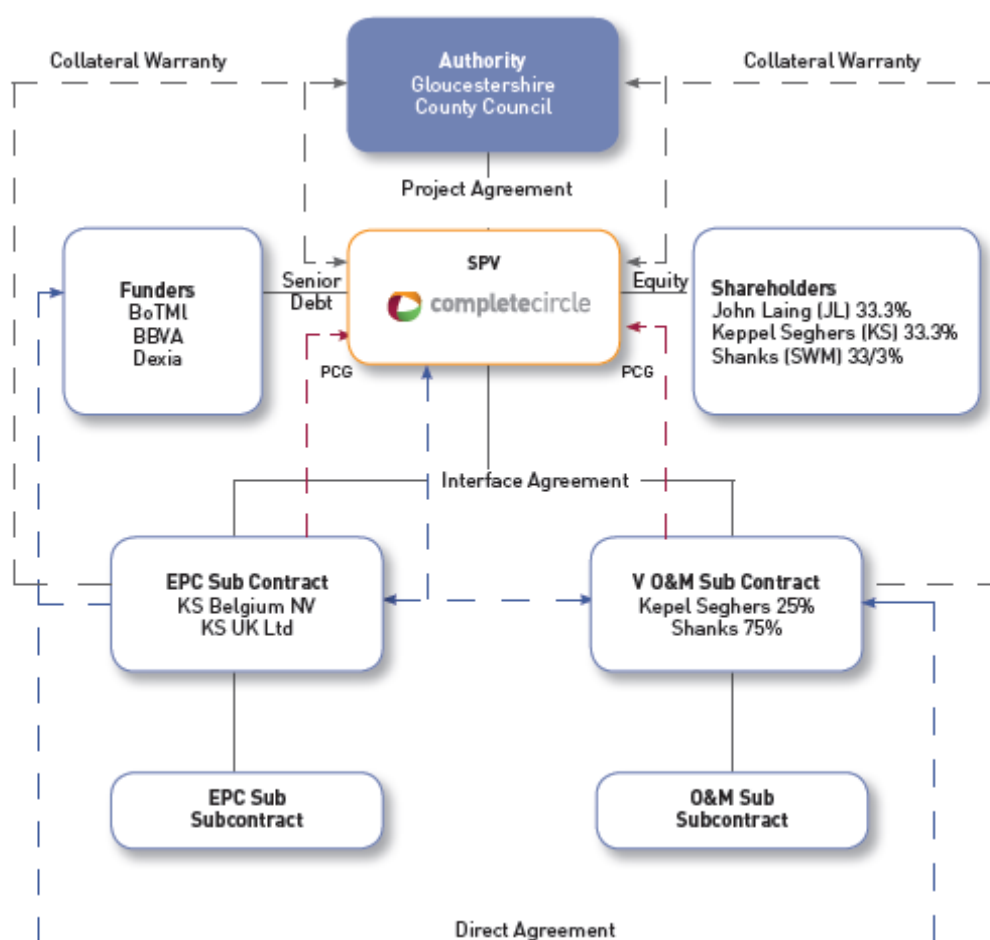 Collateral Warranty
Authority
Gloucestershire
County Council
Collateral Warranty
Project Agreement
Funders
BoTMl
BBVA
Dexia
Senior
Debt
SPV
completecircle
Equity
Shareholders
John Laing (JL) 33.3%
Keppel Seghers (KS) 33.3%
Shanks (SWM) 33/3%
PCG
PCG
Interface Agreement
EPC Sub Contract
KS Belgium NV
KS UK Ltd
V O&M Sub Contract
Kepel Seghers 25%
Shanks 75%
EPC Sub
Subcontract
O&M Sub
Subcontract
Direct Agreement